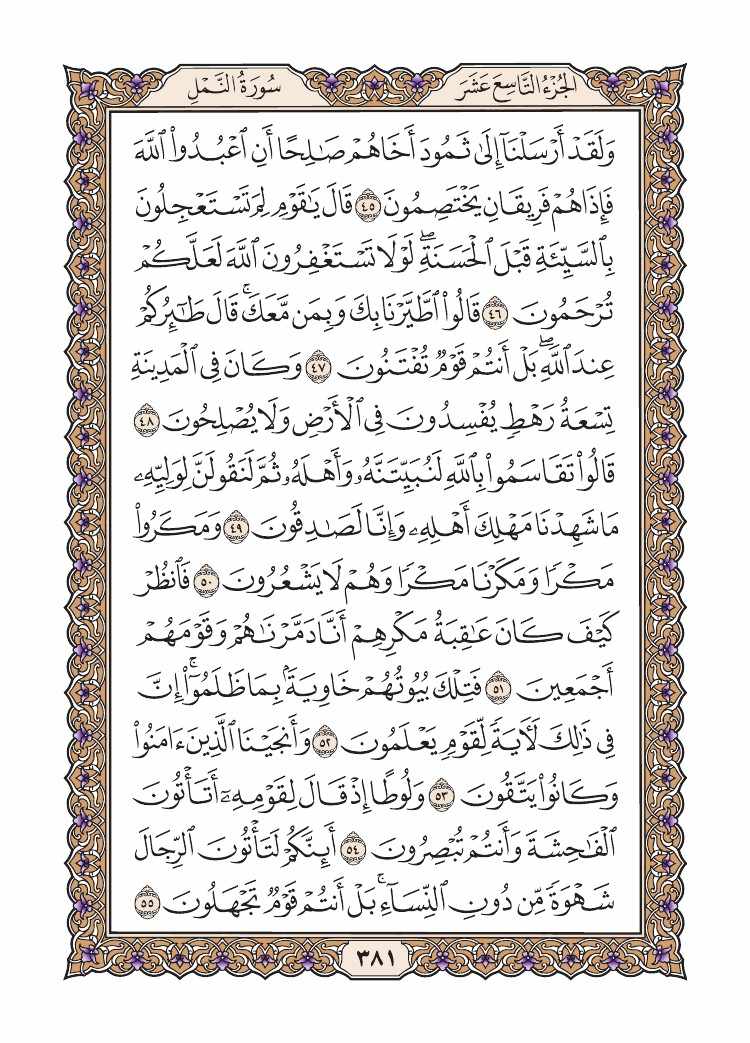 الجُزْءُ التَّاسِعَ عَشَرَ
سُورَةُ النَّمْلِ
وَلَقَدْ أَرْسَلْنَآ إِلَىٰ ثَمُودَ أَخَاهُمْ صَٰلِحًا أَنِ ٱعْبُدُوا۟ ٱللَّهَ
فَإِذَا هُمْ فَرِيقَانِ يَخْتَصِمُونَ ٤٥ قَالَ يَٰقَوْمِ لِمَ تَسْتَعْجِلُونَ
بِٱلسَّيِّئَةِ قَبْلَ ٱلْحَسَنَةِۖ لَوْلَا تَسْتَغْفِرُونَ ٱللَّهَ لَعَلَّكُمْ
تُرْحَمُونَ ٤٦ قَالُوا۟ ٱطَّيَّرْنَا بِكَ وَبِمَن مَّعَكَۚ قَالَ طَٰٓئِرُكُمْ
عِندَ ٱللَّهِۖ بَلْ أَنتُمْ قَوْمٌ تُفْتَنُونَ ٤٧ وَكَانَ فِى ٱلْمَدِينَةِ
تِسْعَةُ رَهْطٍ يُفْسِدُونَ فِى ٱلْأَرْضِ وَلَا يُصْلِحُونَ ٤٨
قَالُوا۟ تَقَاسَمُوا۟ بِٱللَّهِ لَنُبَيِّتَنَّهُۥ وَأَهْلَهُۥ ثُمَّ لَنَقُولَنَّ لِوَلِيِّهِۦ
مَا شَهِدْنَا مَهْلِكَ أَهْلِهِۦ وَإِنَّا لَصَٰدِقُونَ ٤٩ وَمَكَرُوا۟
مَكْرًا وَمَكَرْنَا مَكْرًا وَهُمْ لَا يَشْعُرُونَ ٥٠ فَٱنظُرْ
كَيْفَ كَانَ عَٰقِبَةُ مَكْرِهِمْ أَنَّا دَمَّرْنَٰهُمْ وَقَوْمَهُمْ
أَجْمَعِينَ ٥١ فَتِلْكَ بُيُوتُهُمْ خَاوِيَةًۢ بِمَا ظَلَمُوٓا۟ۚ إِنَّ
فِى ذَٰلِكَ لَءَايَةً لِّقَوْمٍ يَعْلَمُونَ ٥٢ وَأَنجَيْنَا ٱلَّذِينَ ءَامَنُوا۟
وَكَانُوا۟ يَتَّقُونَ ٥٣ وَلُوطًا إِذْ قَالَ لِقَوْمِهِۦٓ أَتَأْتُونَ
ٱلْفَٰحِشَةَ وَأَنتُمْ تُبْصِرُونَ ٥٤ أَئِنَّكُمْ لَتَأْتُونَ ٱلرِّجَالَ
شَهْوَةً مِّن دُونِ ٱلنِّسَآءِۚ بَلْ أَنتُمْ قَوْمٌ تَجْهَلُونَ ٥٥
٣٨١